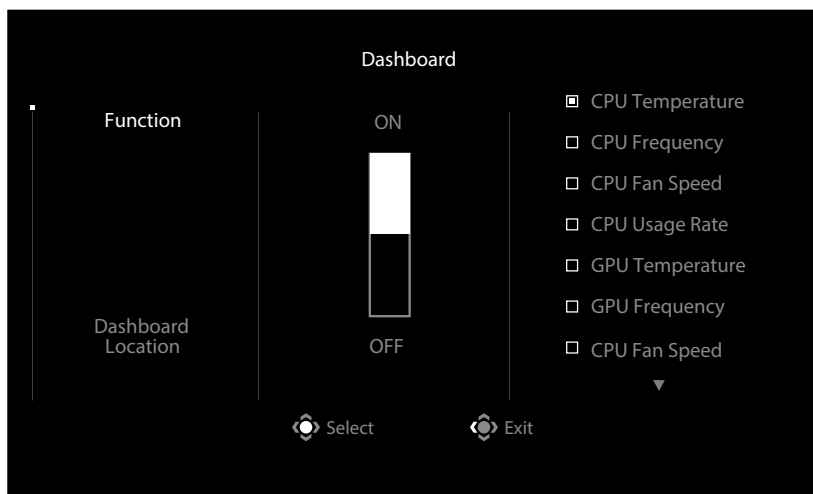 Dashboard
Function
Dashboard
Location
ON
OFF
CPU Temperature
CPU Frequency
CPU Fan Speed
CPU Usage Rate
GPU Temperature
GPU Frequency
CPU Fan Speed
Select
Exit